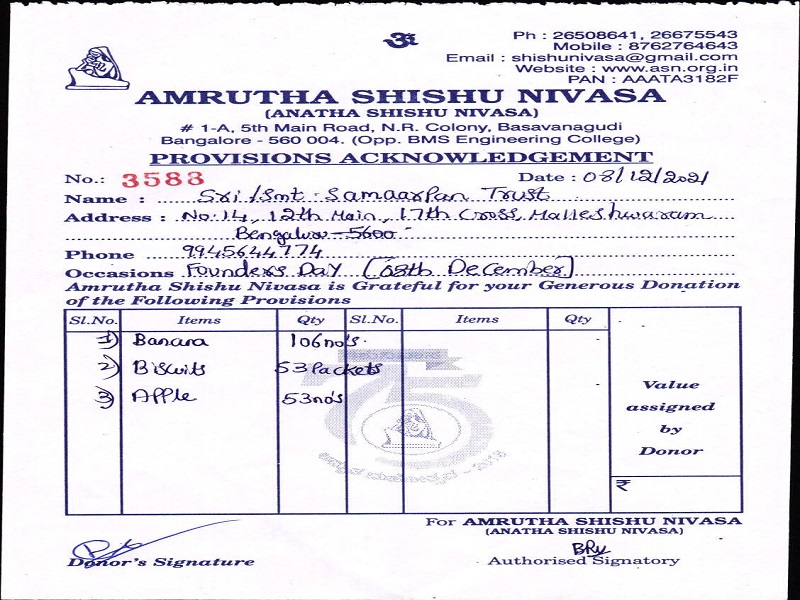 ॐ
Ph : 26508641, 26675543
Mobile : 8762764643
Email : shishunivasa@gmail.com
Website : www.asn.org.in
PAN : AAATA3182F
AMRUTHA SHISHU NIVASA
(ANATHA SHISHU NIVASA)
# 1-A, 5th Main Road, N.R. Colony, Basavanagudi
Bangalore - 560 004. (Opp. BMS Engineering College)
PROVISIONS ACKNOWLEDGEMENT
No.: 3583 Date : 08/12/2021
Name : Sri/Smt. Samaarpan Trust
Address : No. 14, 12th Main, 17th Cross, Malleshwaram
Bengaluru - 5600
Phone 9945644774
Occasions Founders Day (08th December)
Amrutha Shishu Nivasa is Grateful for your Generous Donation
of the Following Provisions
Sl.No. Items Qty Sl.No. Items Qty
1) Banana 106no's.
2) Biscuits 53 Packets
3) Apple 53no's
75
Value
assigned
by
Donor
₹
For AMRUTHA SHISHU NIVASA
(ANATHA SHISHU NIVASA)
Donor's Signature
Authorised Signatory